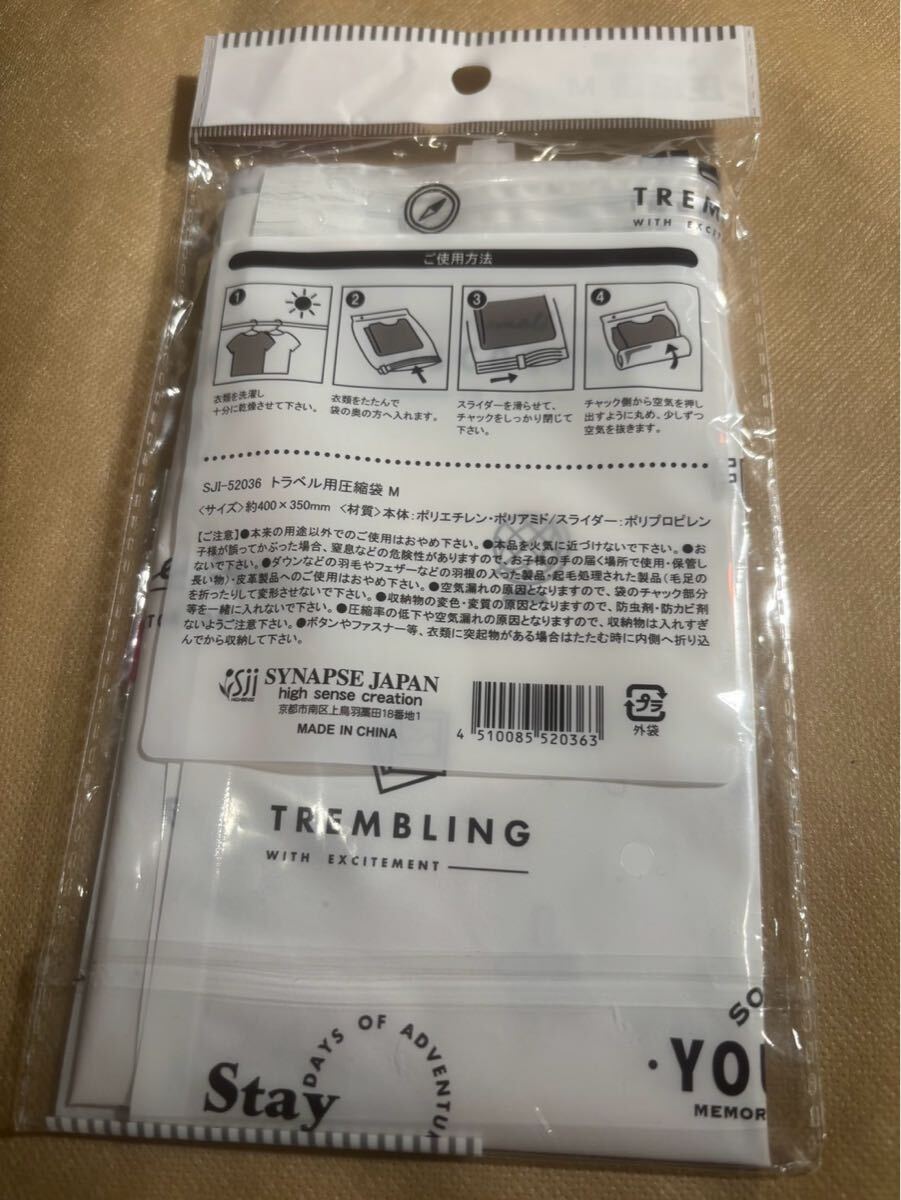 TREM
WITH EXCIT
ご使用方法
1
2
3
4
衣類を洗濯し
十分に乾燥させて下さい。
衣類をたたんで
袋の奥の方へ入れます。
スライダーを滑らせて、
チャックをしっかり閉じて
下さい。
チャック側から空気を押し
出すように丸め、少しずつ
空気を抜きます。
SJI-52036 トラベル用圧縮袋 M
<サイズ>約400×350mm <材質>本体:ポリエチレン・ポリアミド/スライダー:ポリプロピレン
【ご注意】●本来の用途以外でのご使用はおやめ下さい。●本品を火気に近づけないで下さい。●お
子様が誤ってかぶった場合、窒息などの危険性がありますので、お子様の手の届く場所で使用・保管し
ないで下さい。●ダウンなどの羽毛やフェザーなどの羽根の入った製品・起毛処理された製品(毛足の
長い物)・皮革製品へのご使用はおやめ下さい。●空気漏れの原因となりますので、袋のチャック部分
を折ったりして変形させないで下さい。●収納物の変色・変質の原因となりますので、防虫剤・防カビ剤
等を一緒に入れないで下さい。●圧縮率の低下や空気漏れの原因となりますので、収納物は入れすぎ
ないようご注意下さい。●ボタンやファスナー等、衣類に突起物がある場合はたたむ時に内側へ折り込
んでから収納して下さい。
Sji SYNAPSE JAPAN
high sense creation
京都市南区上鳥羽藁田18番地1
MADE IN CHINA
4 510085 520363
プラ
外袋
TREMBLING
WITH EXCITEMENT
DAYS OF ADVENTU
Stay
SO
・YOU
MEMOR